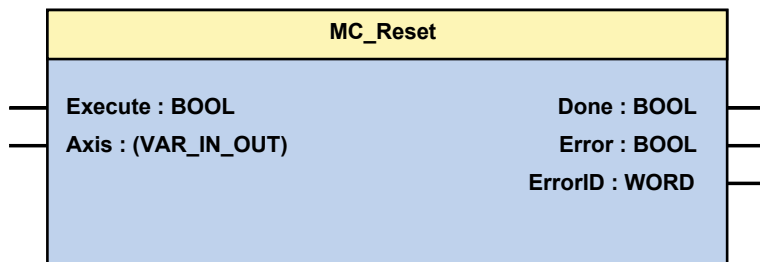 MC_Reset
Execute : BOOL Done : BOOL
Axis : (VAR_IN_OUT) Error : BOOL
ErrorID : WORD